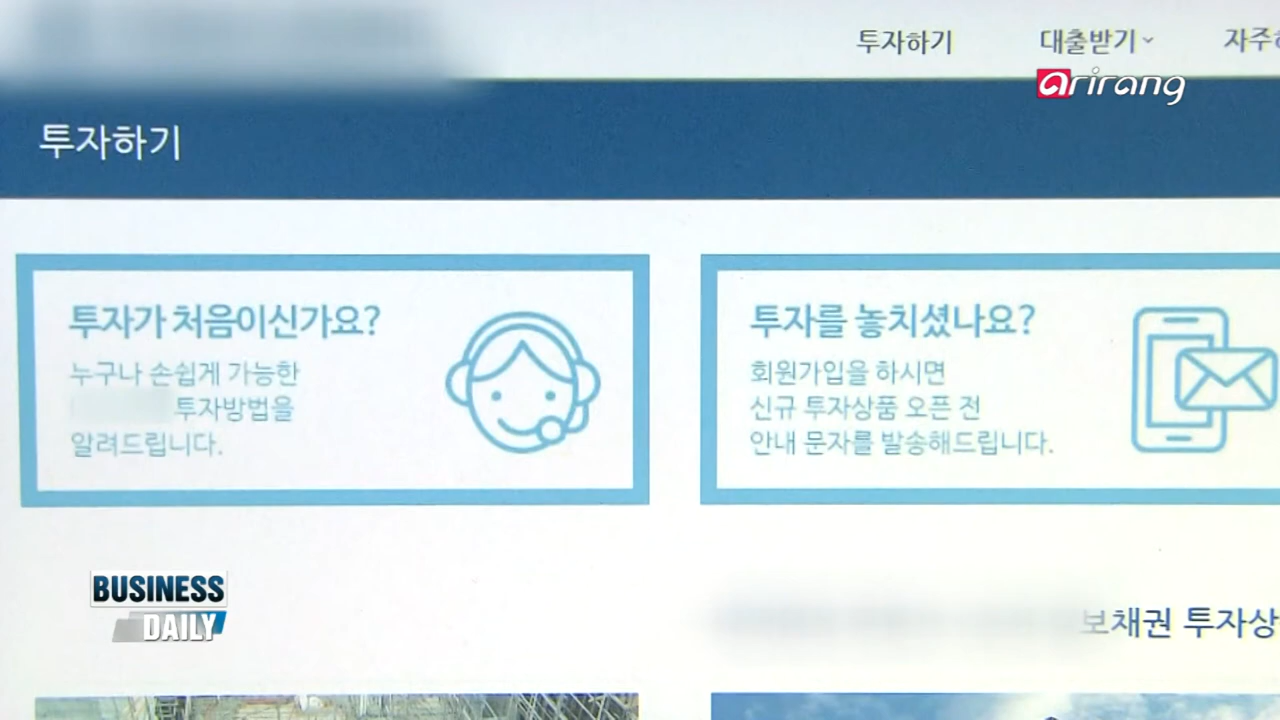 투자하기 대출받기
arirang
투자하기
투자가 처음이신가요?
누구나 손쉽게 가능한
투자방법을
알려드립니다.
투자를 놓치셨나요?
회원가입을 하시면
신규 투자상품 오픈 전
안내 문자를 발송해드립니다.
BUSINESS
DAILY
보채권 투자상